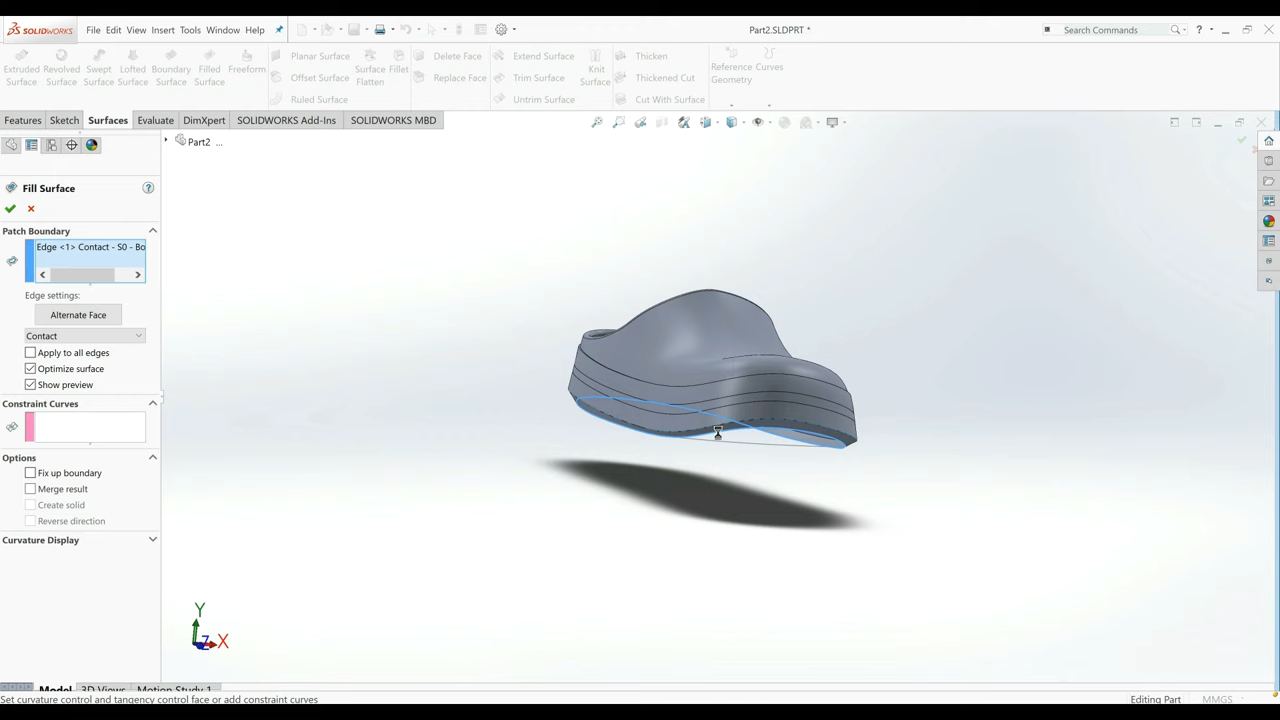 SOLIDWORKS File Edit View Insert Tools Window Help Part2.SLDPRT * Search Commands ?
Extruded Surface Revolved Surface Swept Surface Lofted Surface Boundary Surface Filled Surface Freeform
Planar Surface
Offset Surface
Ruled Surface
Surface Flatten Fillet
Delete Face
Replace Face
Extend Surface
Trim Surface
Untrim Surface
Knit Surface
Thicken
Thickened Cut
Cut With Surface
Reference Geometry Curves
Features Sketch Surfaces Evaluate DimXpert SOLIDWORKS Add-Ins SOLIDWORKS MBD
Part2 ...
Fill Surface ?
Patch Boundary
Edge <1> Contact - S0 - Bo
Edge settings:
Alternate Face
Contact
Apply to all edges
Optimize surface
Show preview
Constraint Curves
Options
Fix up boundary
Merge result
Create solid
Reverse direction
Curvature Display
Y
Z X
Model 3D Views Motion Study 1
Set curvature control and tangency control face or add constraint curves Editing Part MMGS